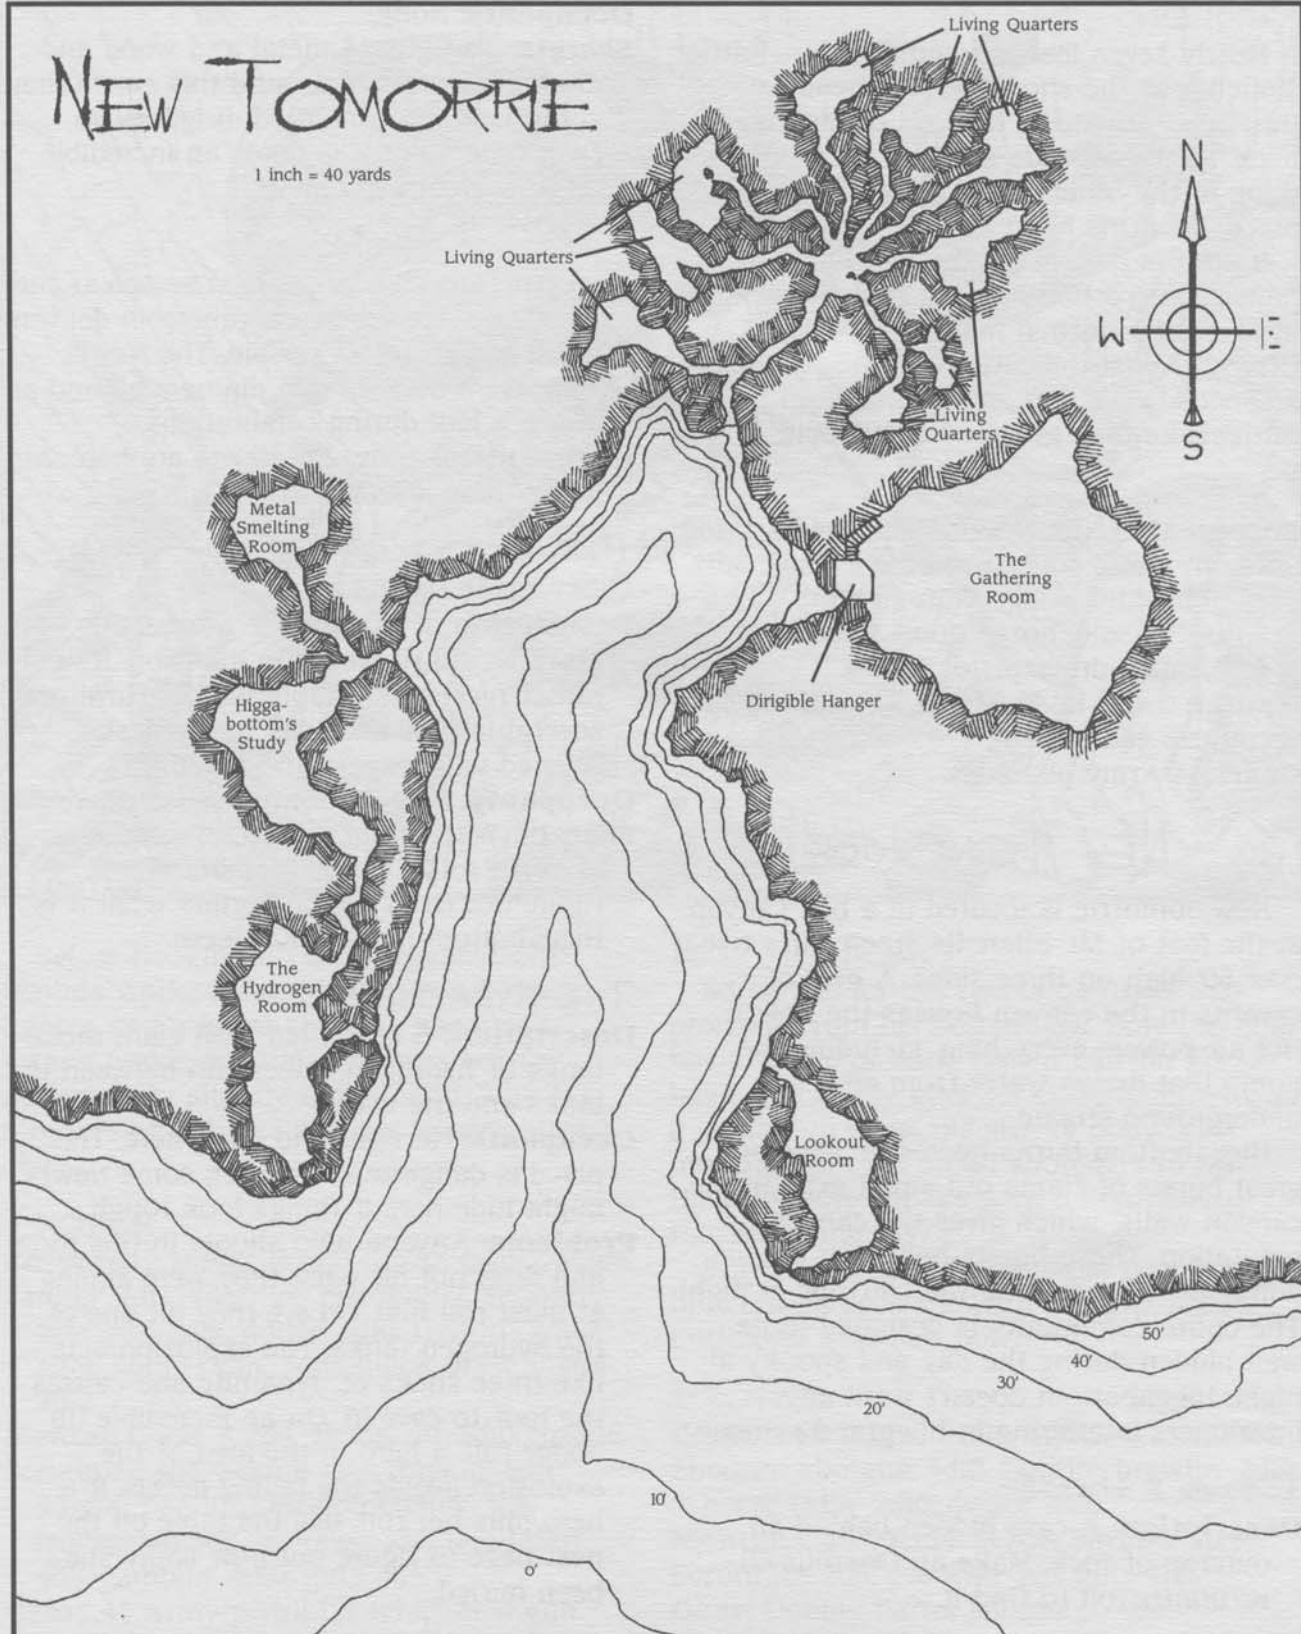 Living Quarters
NEW TOMORRIE
1 inch = 40 yards
N
Living Quarters
W
E
S
Living
Quarters
Metal
Smelting
Room
The
Gathering
Room
Higga-
bottom's
Study
Dirigible Hanger
The
Hydrogen
Room
Lookout
Room
50'
40'
30'
20'
10'
0'